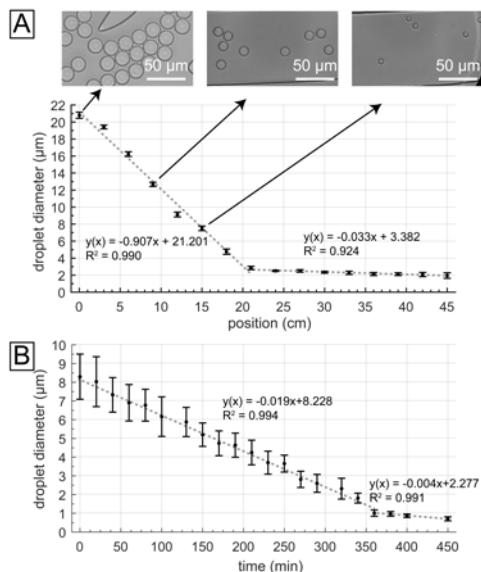 A
50 µm
50 µm
50 µm
droplet diameter (µm)
22
20
18
16
14
12
10
8
6
4
2
0
y(x) = -0.907x + 21.201
R² = 0.990
y(x) = -0.033x + 3.382
R² = 0.924
0 5 10 15 20 25 30 35 40 45
position (cm)
B
droplet diameter (µm)
10
9
8
7
6
5
4
3
2
1
0
y(x) = -0.019x+8.228
R² = 0.994
y(x) = -0.004x+2.277
R² = 0.991
0 50 100 150 200 250 300 350 400 450
time (min)